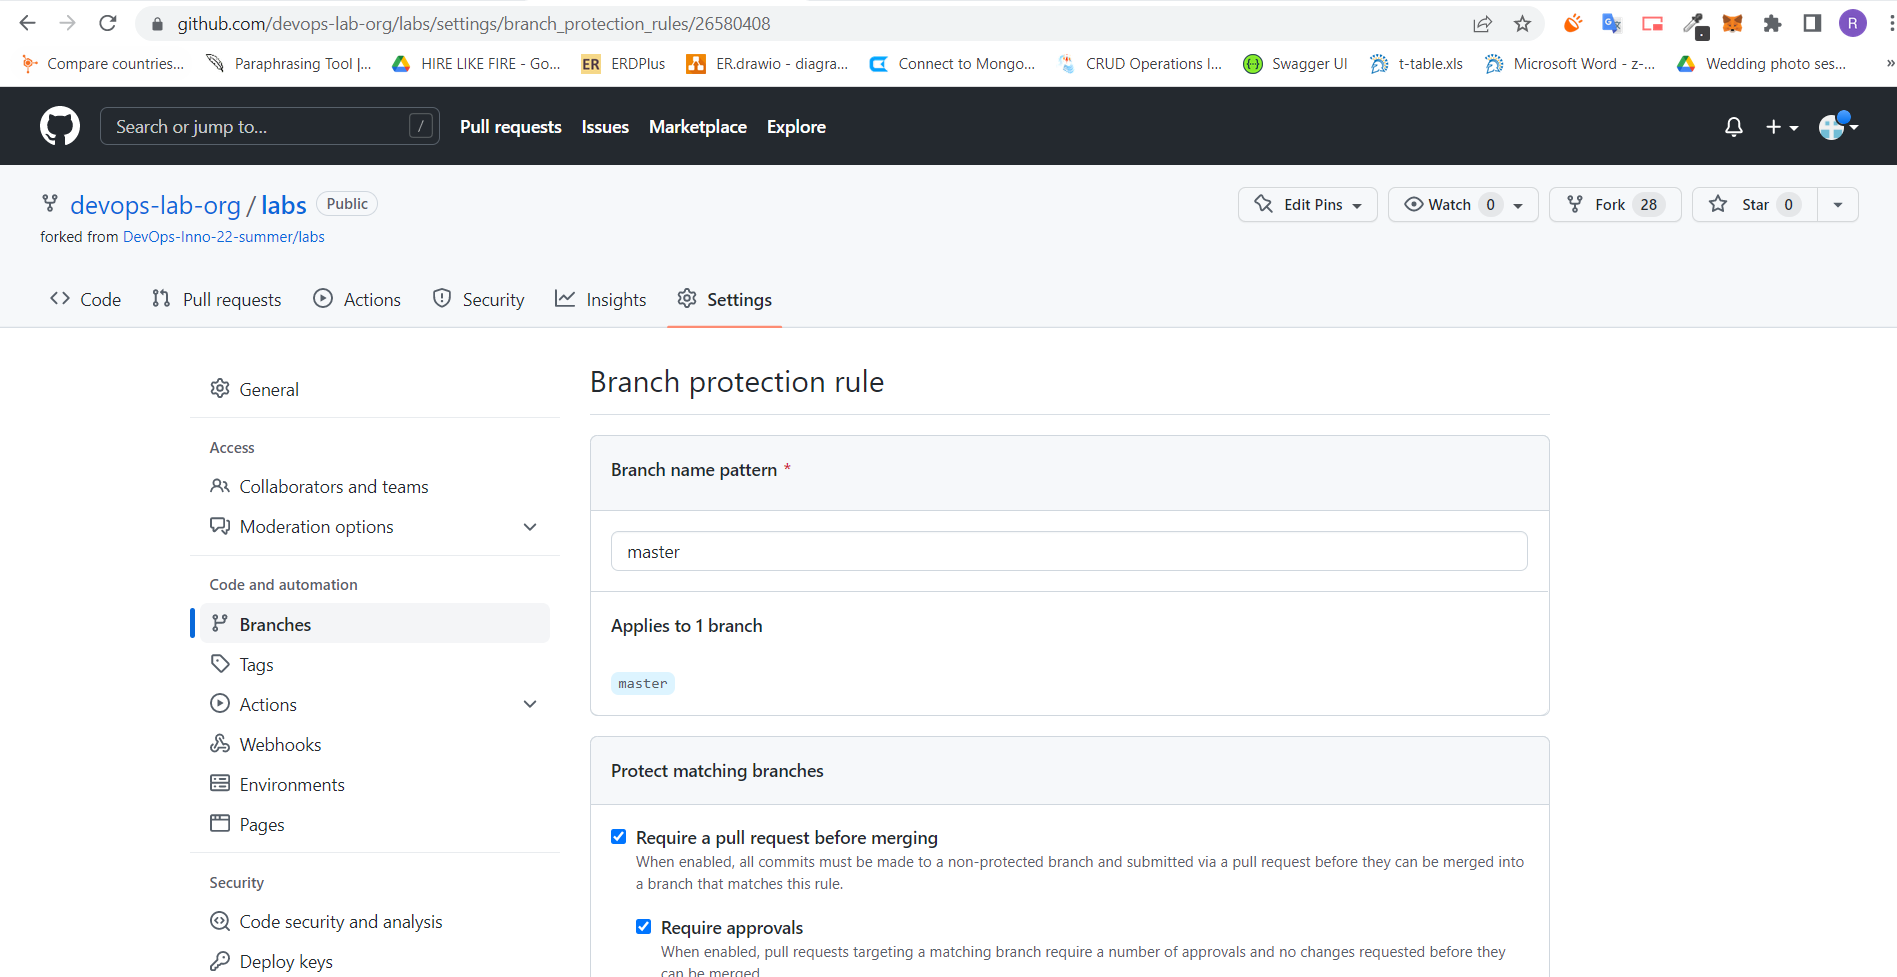 github.com/devops-lab-org/labs/settings/branch_protection_rules/26580408
R
Compare countries...
Paraphrasing Tool |...
HIRE LIKE FIRE - Go...
ER ERDPlus
ER.drawio - diagra...
Connect to Mongo...
CRUD Operations I...
Swagger UI
t-table.xls
Microsoft Word - z-...
Wedding photo ses...
»
Search or jump to... /
Pull requests
Issues
Marketplace
Explore
devops-lab-org / labs Public
Edit Pins
Watch 0
Fork 28
Star 0
forked from DevOps-Inno-22-summer/labs
Code
Pull requests
Actions
Security
Insights
Settings
General
Access
Collaborators and teams
Moderation options
Code and automation
Branches
Tags
Actions
Webhooks
Environments
Pages
Security
Code security and analysis
Deploy keys
Branch protection rule
Branch name pattern *
master
Applies to 1 branch
master
Protect matching branches
Require a pull request before merging
When enabled, all commits must be made to a non-protected branch and submitted via a pull request before they can be merged into
a branch that matches this rule.
Require approvals
When enabled, pull requests targeting a matching branch require a number of approvals and no changes requested before they
can be merged